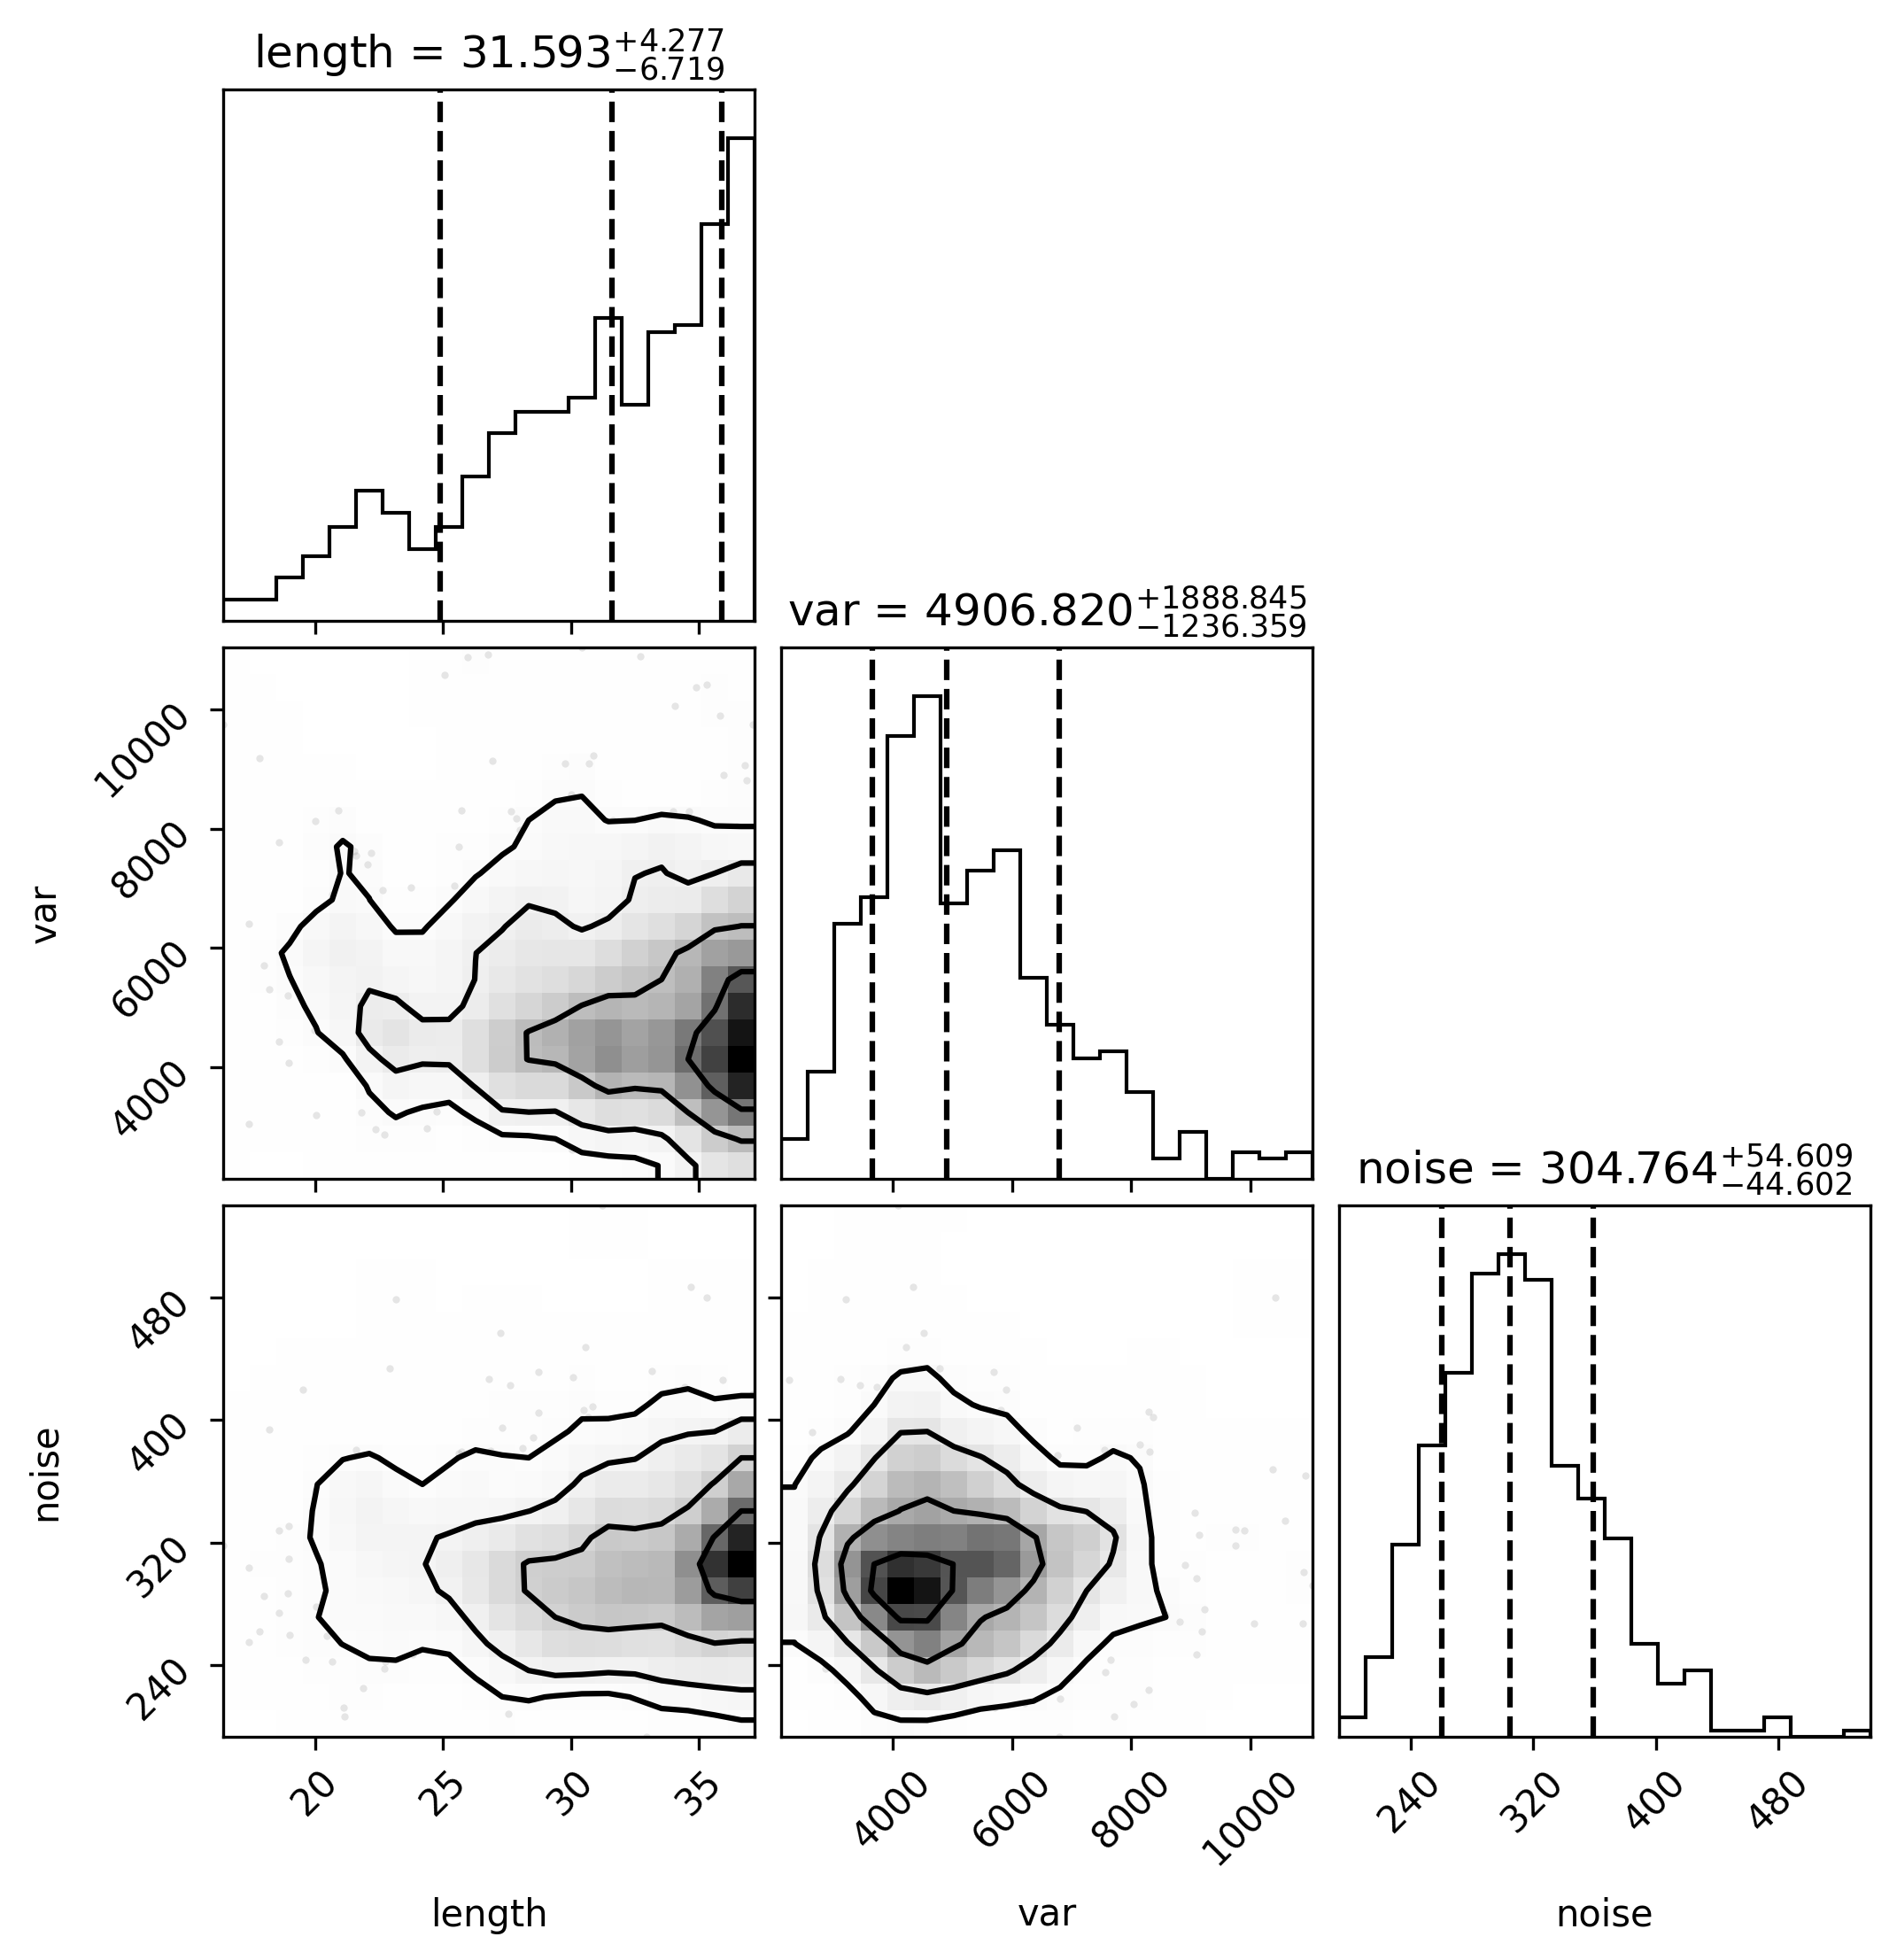 length = 31.593+4.277−6.719
var = 4906.820+1888.845−1236.359
10000
8000
6000
4000
var
noise = 304.764+54.609−44.602
480
400
320
240
noise
20 25 30 35 4000 6000 8000 10000 240 320 400 480
length var noise